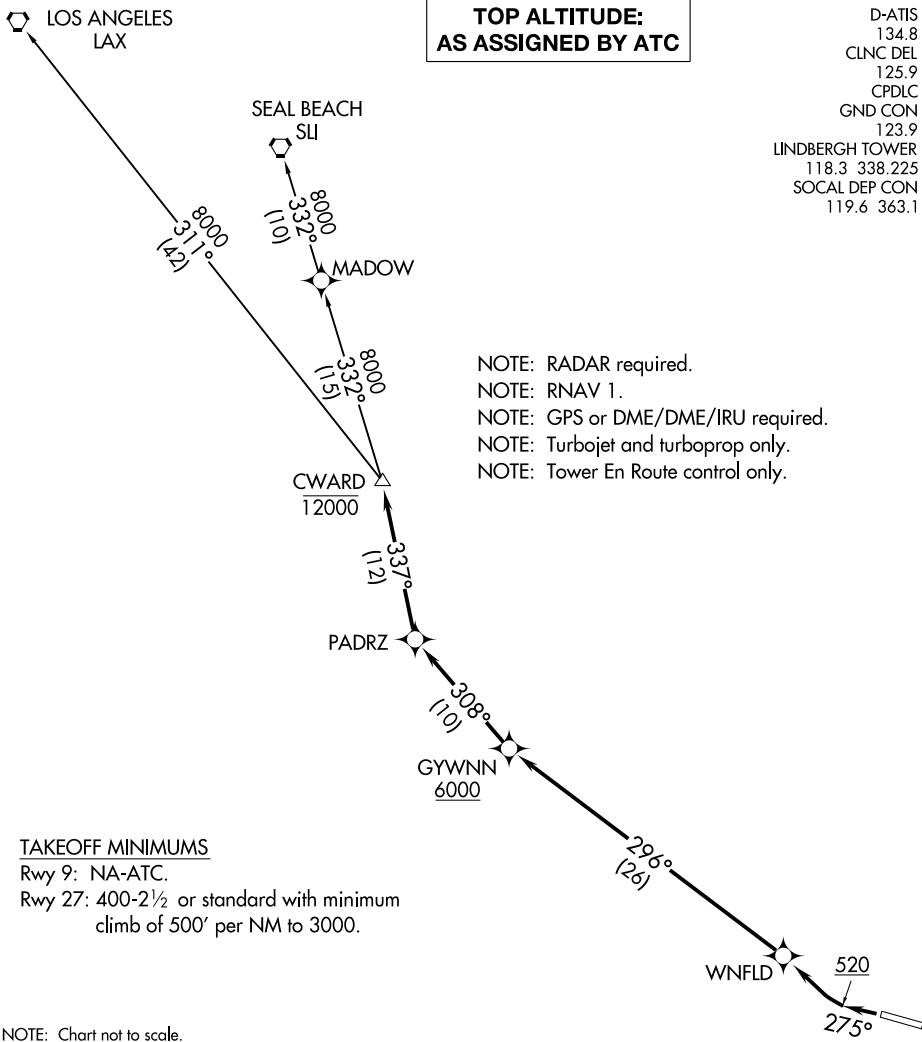 LOS ANGELES
LAX
TOP ALTITUDE:
AS ASSIGNED BY ATC
D-ATIS
134.8
CLNC DEL
125.9
CPDLC
GND CON
123.9
LINDBERGH TOWER
118.3 338.225
SOCAL DEP CON
119.6 363.1
SEAL BEACH
SLI
8000
332°
(10)
8000
311°
(42)
MADOW
8000
332°
(15)
NOTE: RADAR required.
NOTE: RNAV 1.
NOTE: GPS or DME/DME/IRU required.
NOTE: Turbojet and turboprop only.
NOTE: Tower En Route control only.
CWARD
12000
337°
(12)
PADRZ
308°
(10)
GYWNN
6000
296°
(26)
TAKEOFF MINIMUMS
Rwy 9: NA-ATC.
Rwy 27: 400-2½ or standard with minimum
climb of 500' per NM to 3000.
WNFLD
520
275°
NOTE: Chart not to scale.